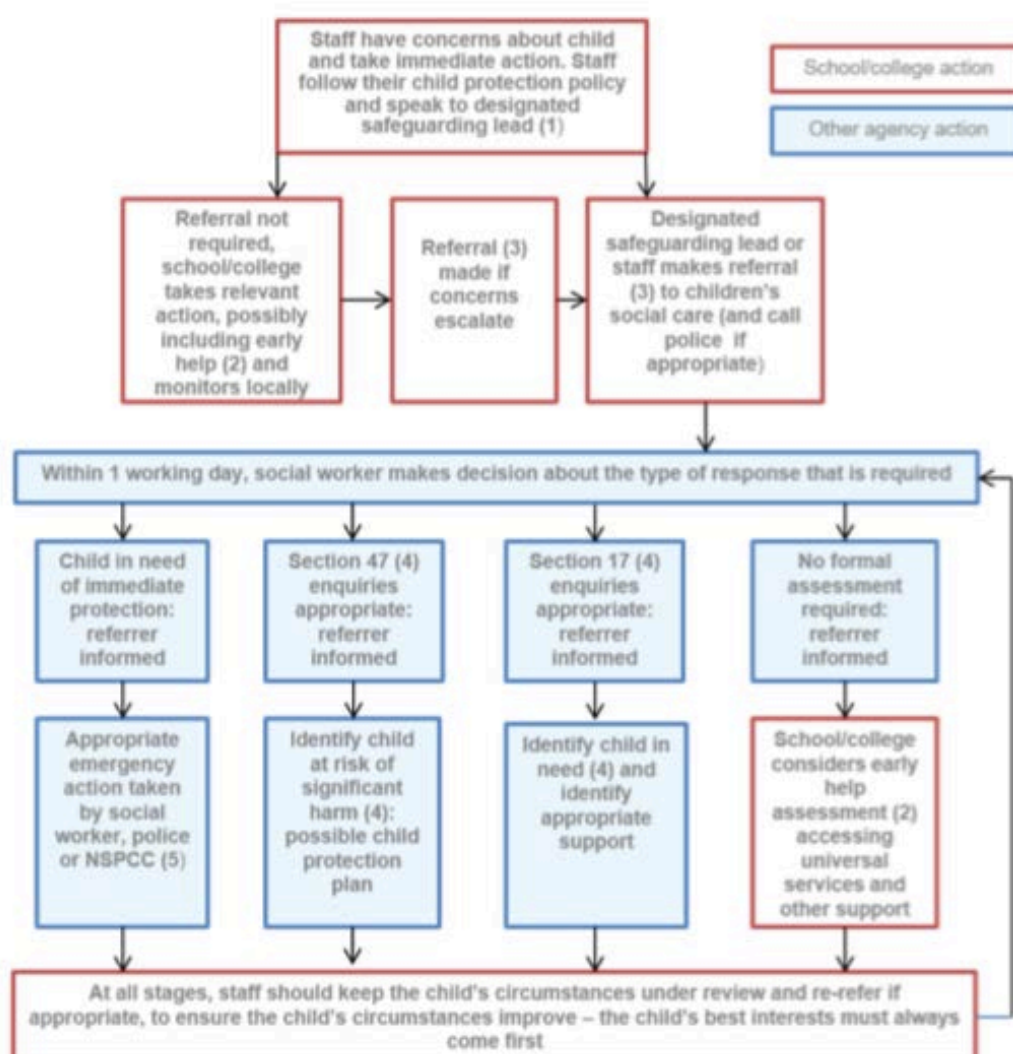 Staff have concerns about child
and take immediate action. Staff
follow their child protection policy
and speak to designated
safeguarding lead (1)
School/college action
Other agency action
Referral not
required,
school/college
takes relevant
action, possibly
including early
help (2) and
monitors locally
Referral (3)
made if
concerns
escalate
Designated
safeguarding lead or
staff makes referral
(3) to children's
social care (and call
police if
appropriate)
Within 1 working day, social worker makes decision about the type of response that is required
Child in need
of immediate
protection:
referrer
informed
Section 47 (4)
enquiries
appropriate:
referrer
informed
Section 17 (4)
enquiries
appropriate:
referrer
informed
No formal
assessment
required:
referrer
informed
Appropriate
emergency
action taken
by social
worker, police
or NSPCC (5)
Identify child
at risk of
significant
harm (4):
possible child
protection
plan
Identify child in
need (4) and
identify
appropriate
support
School/college
considers early
help
assessment (2)
accessing
universal
services and
other support
At all stages, staff should keep the child's circumstances under review and re-refer if
appropriate, to ensure the child's circumstances improve – the child's best interests must always
come first